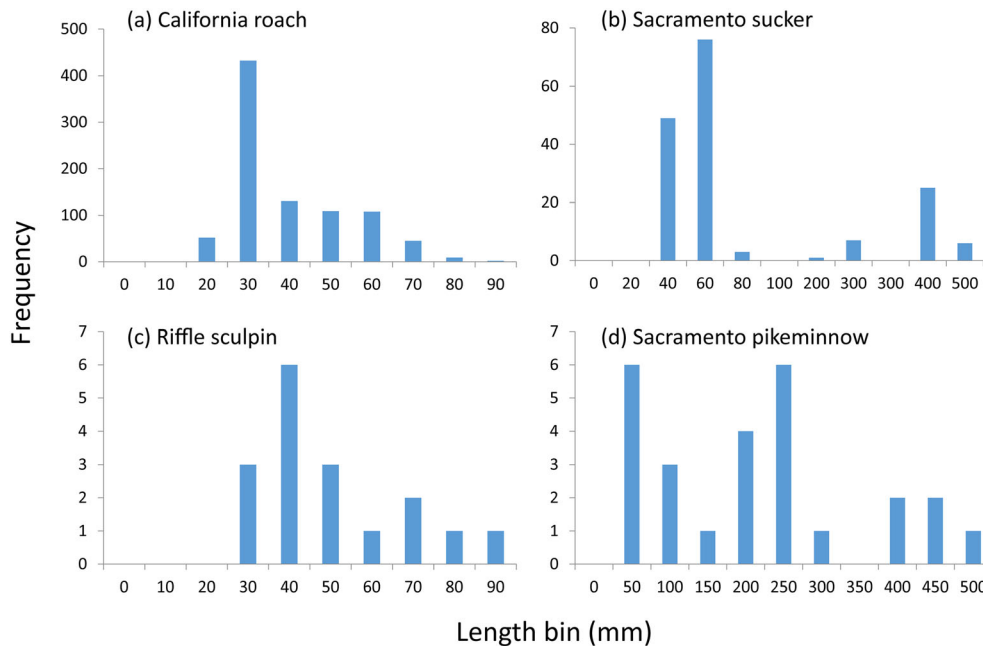 (a) California roach
500
400
300
200
100
0
0 10 20 30 40 50 60 70 80 90
(b) Sacramento sucker
80
60
40
20
0
0 20 40 60 80 100 200 300 300 400 500
Frequency
(c) Riffle sculpin
7
6
5
4
3
2
1
0
0 10 20 30 40 50 60 70 80 90
(d) Sacramento pikeminnow
7
6
5
4
3
2
1
0
0 50 100 150 200 250 300 350 400 450 500
Length bin (mm)